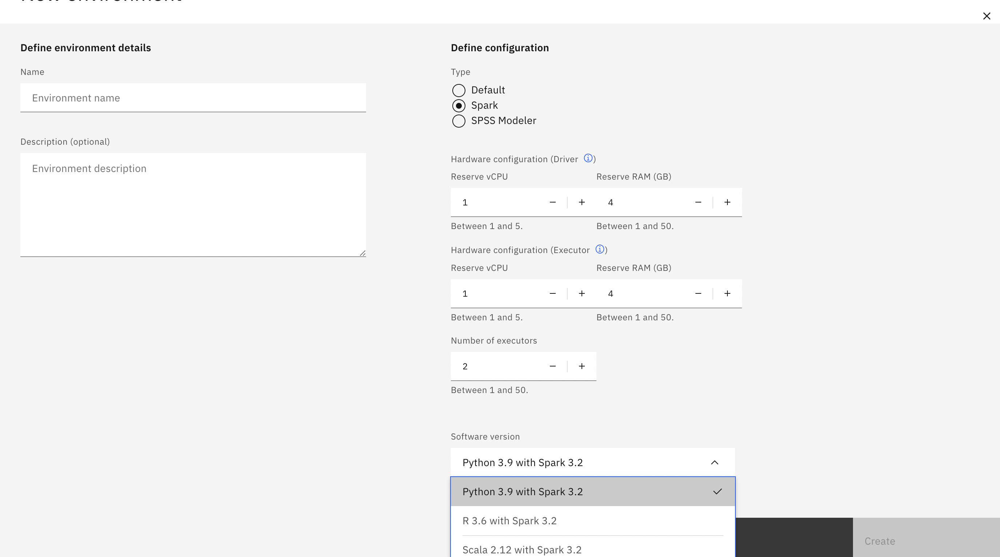 New environment
Define environment details
Name
Environment name
Description (optional)
Environment description
Define configuration
Type
Default
Spark
SPSS Modeler
Hardware configuration (Driver )
Reserve vCPU Reserve RAM (GB)
1 4
Between 1 and 5. Between 1 and 50.
Hardware configuration (Executor )
Reserve vCPU Reserve RAM (GB)
1 4
Between 1 and 5. Between 1 and 50.
Number of executors
2
Between 1 and 50.
Software version
Python 3.9 with Spark 3.2
Python 3.9 with Spark 3.2
R 3.6 with Spark 3.2
Scala 2.12 with Spark 3.2
Create